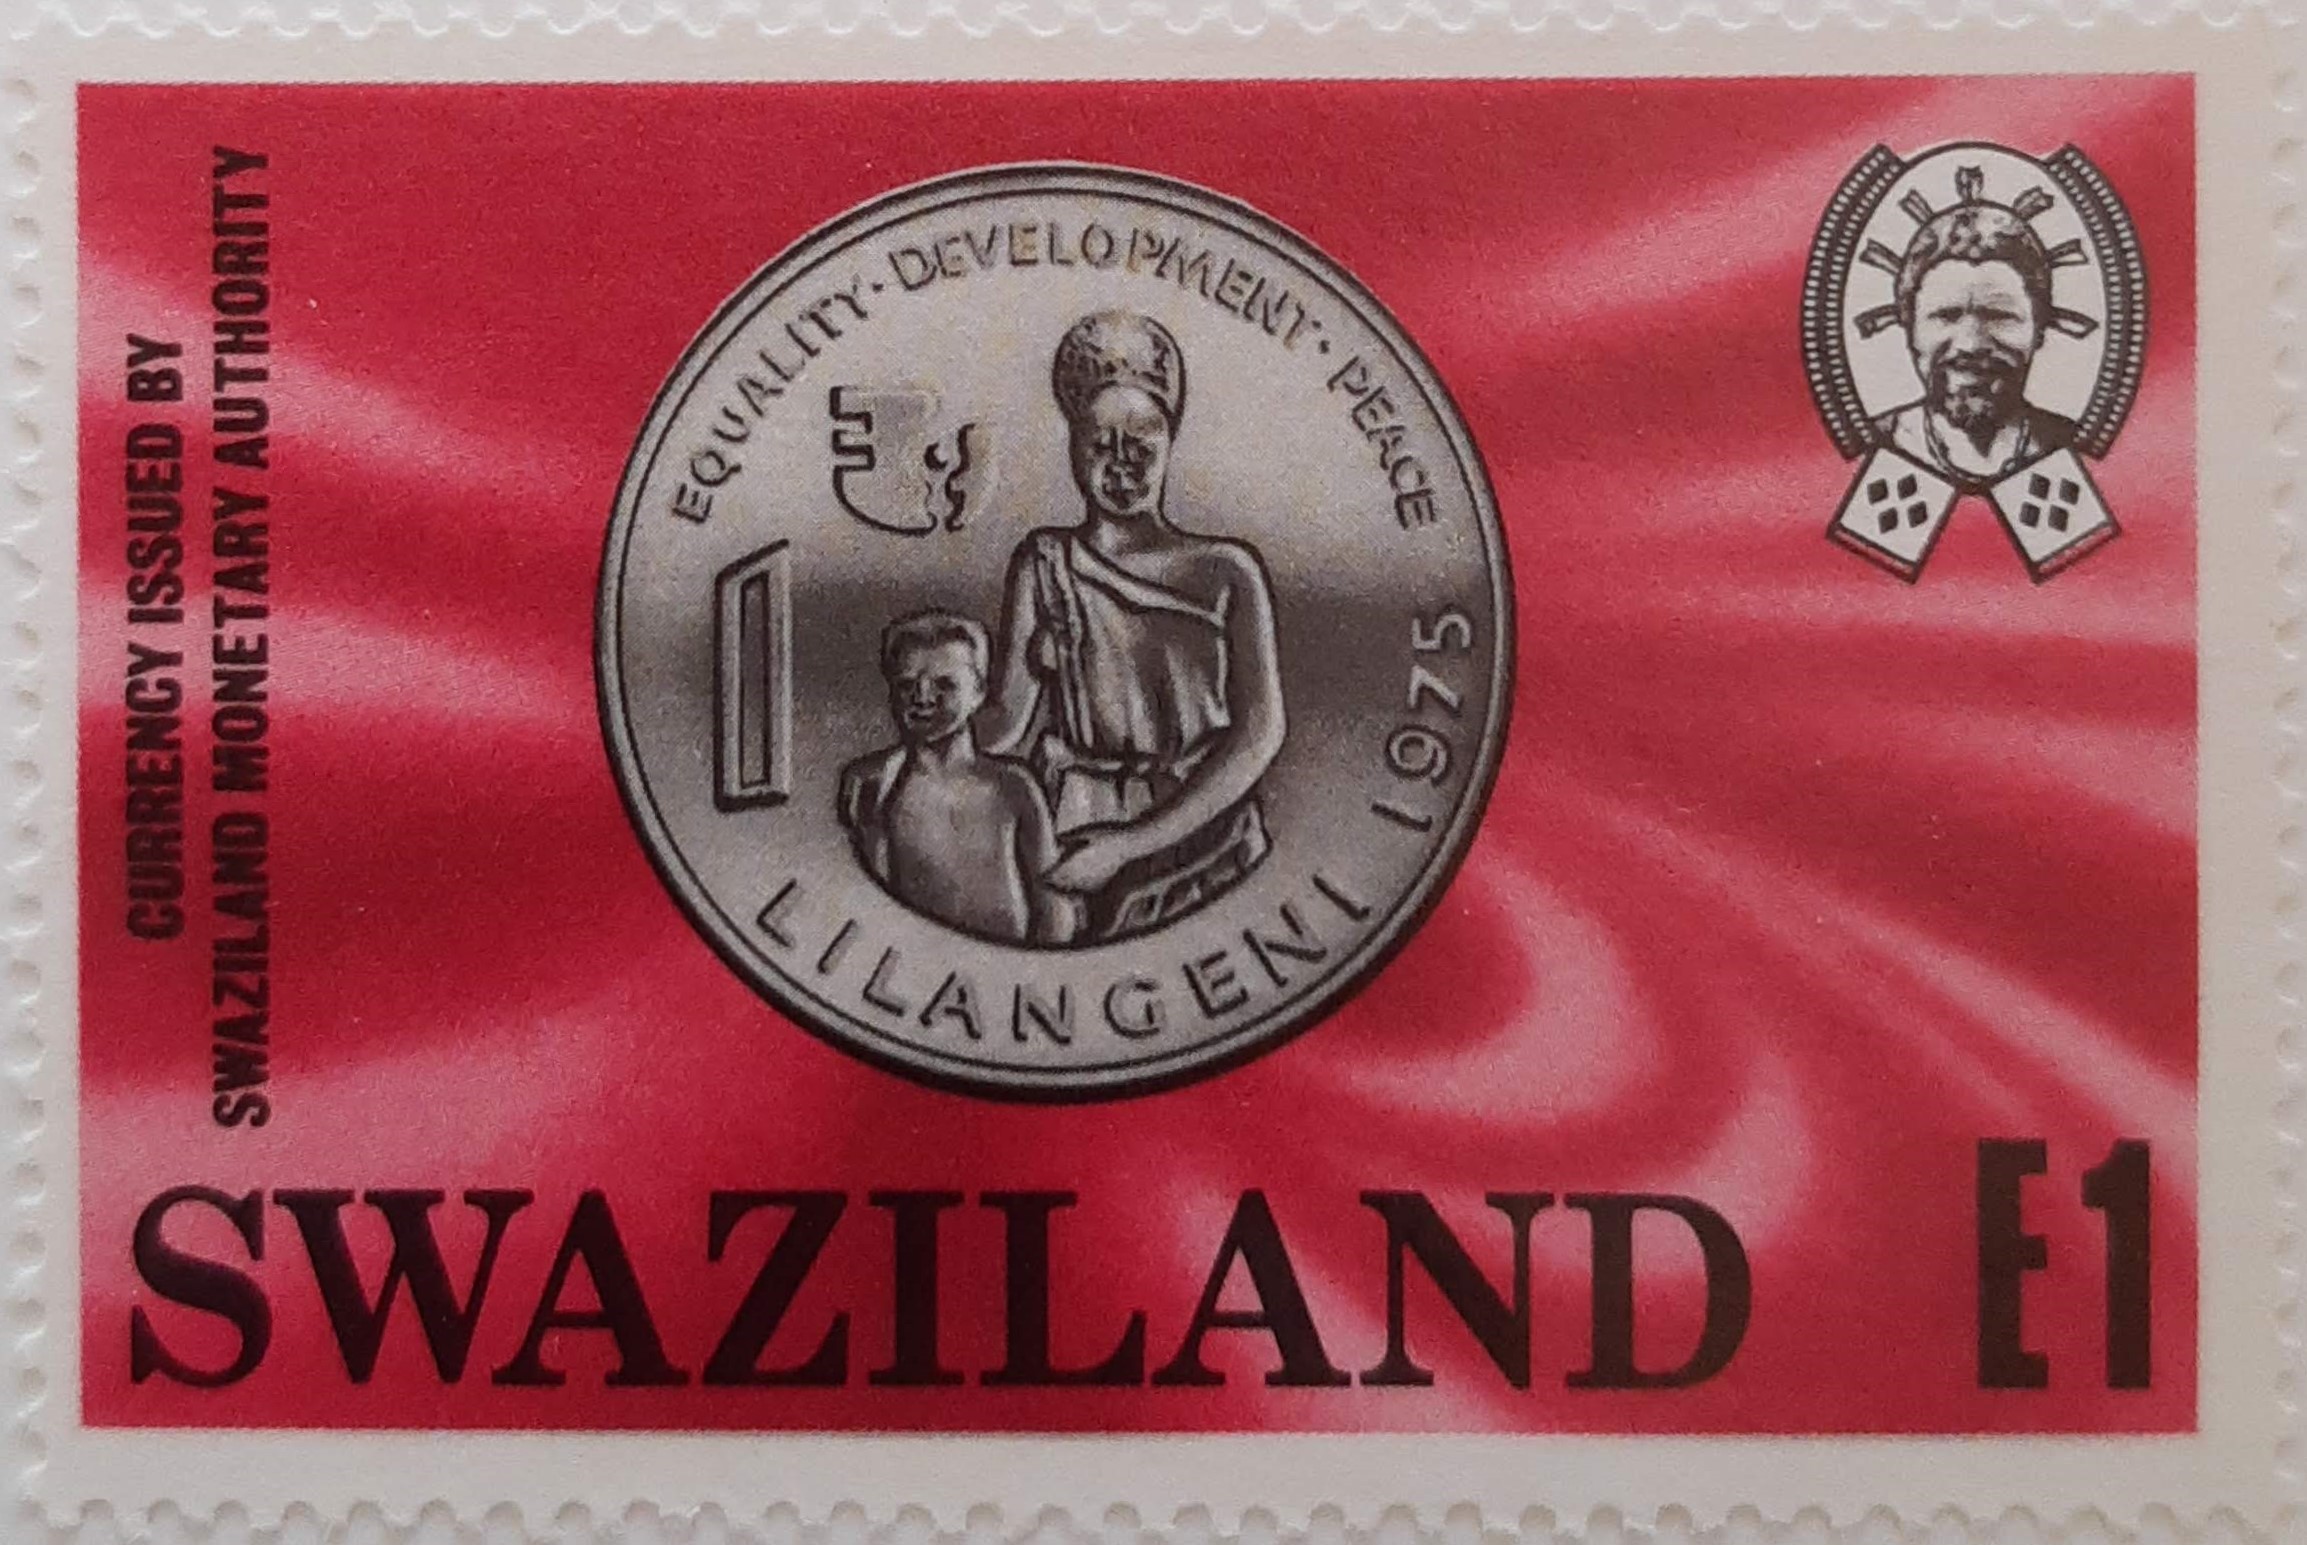 CURRENCY ISSUED BY
SWAZILAND MONETARY AUTHORITY
EQUALITY · DEVELOPMENT · PEACE
1
LILANGENI 1975
SWAZILAND E1